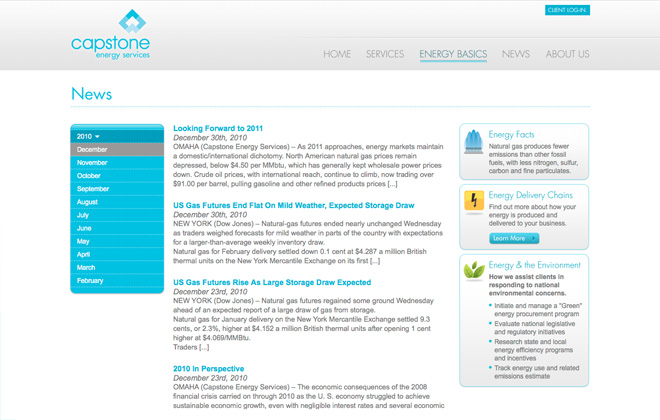 CLIENT LOG-IN
capstone
energy services
HOME SERVICES ENERGY BASICS NEWS ABOUT US
News
2010
December
November
October
September
August
July
June
May
April
March
February
Looking Forward to 2011
December 30th, 2010
OMAHA (Capstone Energy Services) – As 2011 approaches, energy markets maintain
a domestic/international dichotomy. North American natural gas prices remain
depressed, below $4.50 per MMbtu, which has generally kept wholesale power prices
down. Crude oil prices, with international reach, continue to climb, now trading over
$91.00 per barrel, pulling gasoline and other refined products prices [...]
US Gas Futures End Flat On Mild Weather, Expected Storage Draw
December 30th, 2010
NEW YORK (Dow Jones) – Natural-gas futures ended nearly unchanged Wednesday
as traders weighed forecasts for mild weather in parts of the country with expectations
for a larger-than-average weekly inventory draw.
Natural gas for February delivery settled down 0.1 cent at $4.287 a million British
thermal units on the New York Mercantile Exchange on its first [...]
US Gas Futures Rise As Large Storage Draw Expected
December 23rd, 2010
NEW YORK (Dow Jones) – Natural gas futures regained some ground Wednesday
ahead of an expected report of a large draw of gas from storage.
Natural gas for January delivery on the New York Mercantile Exchange settled 9.3
cents, or 2.3%, higher at $4.152 a million British thermal units after opening 1 cent
higher at $4.069/MMBtu.
Traders [...]
2010 in Perspective
December 23rd, 2010
OMAHA (Capstone Energy Services) – The economic consequences of the 2008
financial crisis carried on through 2010 as the U. S. economy struggled to achieve
sustainable economic growth, even with negligible interest rates and several economic
Energy Facts
Natural gas produces fewer
emissions than other fossil
fuels, with less nitrogen, sulfur,
carbon and fine particulates.
Energy Delivery Chains
Find out more about how your
energy is produced and
delivered to your business.
Learn More
Energy & the Environment
How we assist clients in
responding to national
environmental concerns.
• Initiate and manage a "Green"
energy procurement program
• Evaluate national legislative
and regulatory initiatives
• Research state and local
energy efficiency programs
and incentives
• Track energy use and related
emissions estimate